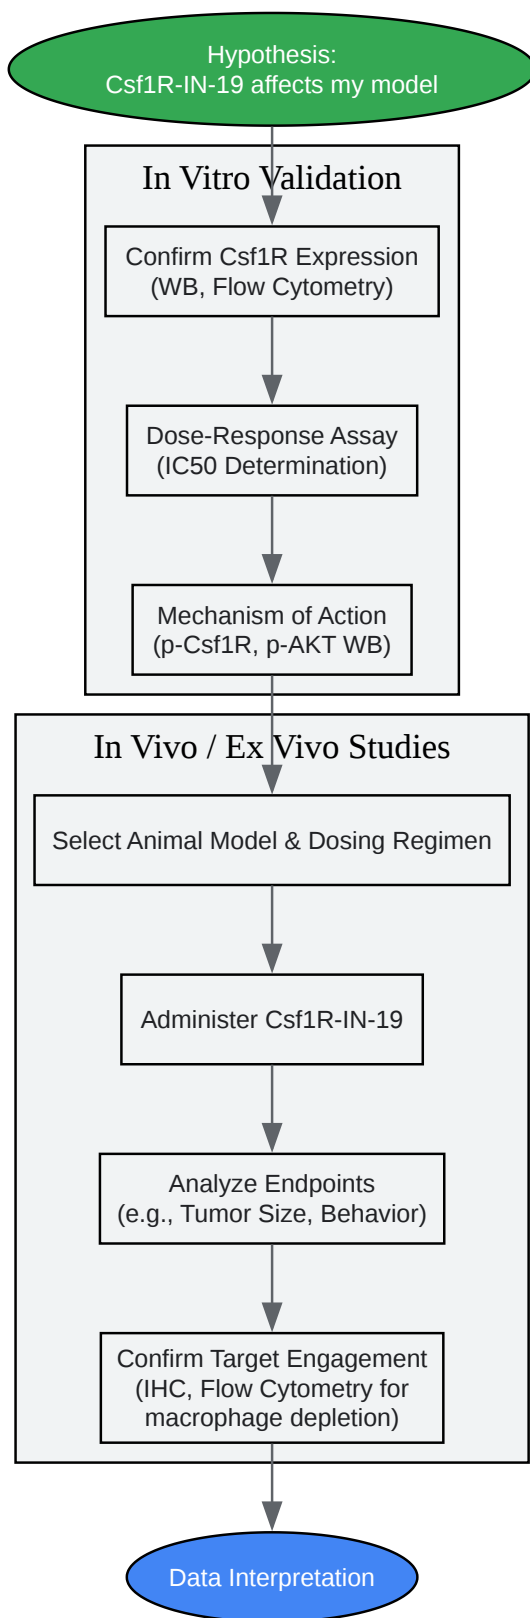 Hypothesis:
Csf1R-IN-19 affects my model
In Vitro Validation
Confirm Csf1R Expression
(WB, Flow Cytometry)
Dose-Response Assay
(IC50 Determination)
Mechanism of Action
(p-Csf1R, p-AKT WB)
In Vivo / Ex Vivo Studies
Select Animal Model & Dosing Regimen
Administer Csf1R-IN-19
Analyze Endpoints
(e.g., Tumor Size, Behavior)
Confirm Target Engagement
(IHC, Flow Cytometry for
macrophage depletion)
Data Interpretation